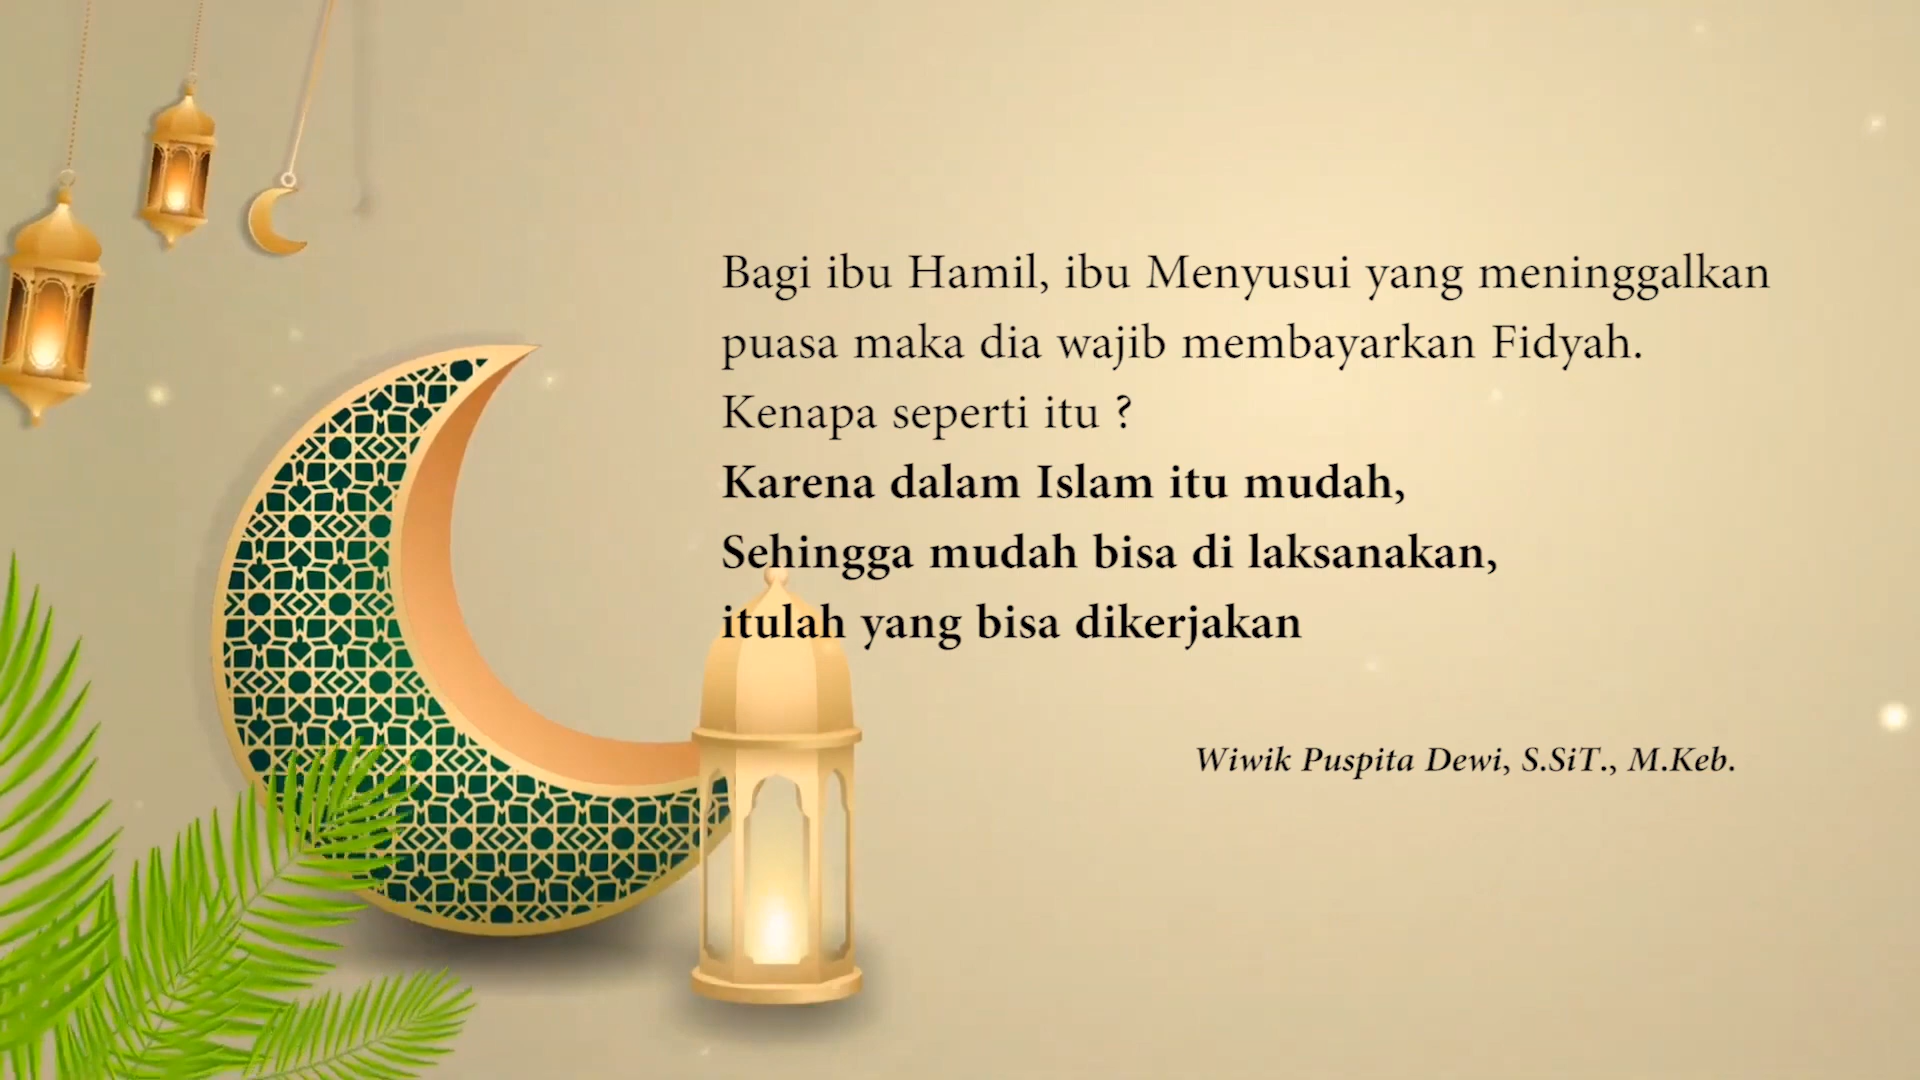 Bagi ibu Hamil, ibu Menyusui yang meninggalkan
puasa maka dia wajib membayarkan Fidyah.
Kenapa seperti itu ?
Karena dalam Islam itu mudah,
Sehingga mudah bisa di laksanakan,
itulah yang bisa dikerjakan
Wiwik Puspita Dewi, S.SiT., M.Keb.